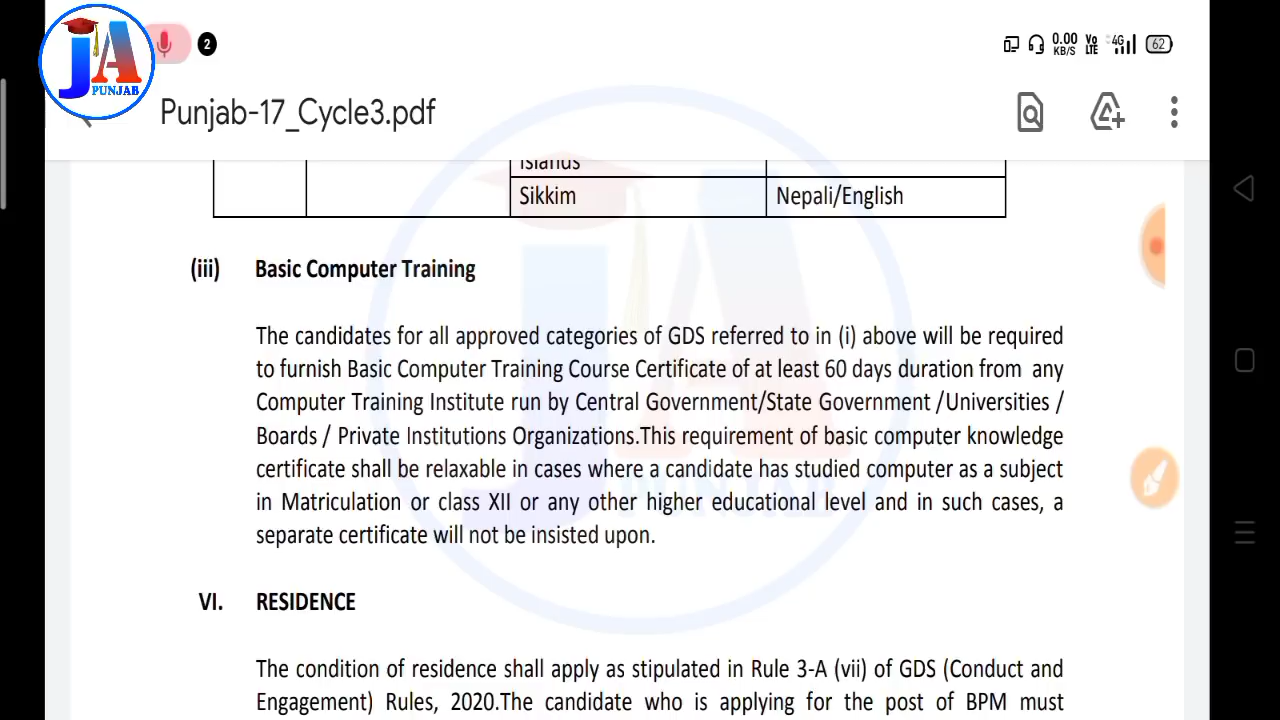 JA
PUNJAB
2
0.00
KB/S
Vo
LTE
4G
62
Punjab-17_Cycle3.pdf
Islands
Sikkim Nepali/English
(iii) Basic Computer Training
The candidates for all approved categories of GDS referred to in (i) above will be required
to furnish Basic Computer Training Course Certificate of at least 60 days duration from any
Computer Training Institute run by Central Government/State Government /Universities /
Boards / Private Institutions Organizations.This requirement of basic computer knowledge
certificate shall be relaxable in cases where a candidate has studied computer as a subject
in Matriculation or class XII or any other higher educational level and in such cases, a
separate certificate will not be insisted upon.
VI. RESIDENCE
The condition of residence shall apply as stipulated in Rule 3-A (vii) of GDS (Conduct and
Engagement) Rules, 2020.The candidate who is applying for the post of BPM must